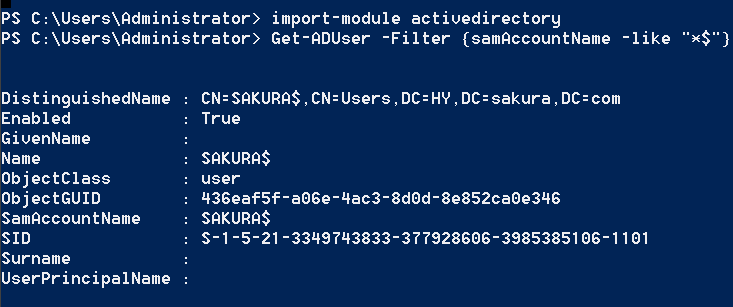 PS C:\Users\Administrator> import-module activedirectory
PS C:\Users\Administrator> Get-ADUser -Filter {samAccountName -like "*$"}
DistinguishedName : CN=SAKURA$,CN=Users,DC=HY,DC=sakura,DC=com
Enabled : True
GivenName :
Name : SAKURA$
ObjectClass : user
ObjectGUID : 436eaf5f-a06e-4ac3-8d0d-8e852ca0e346
SamAccountName : SAKURA$
SID : S-1-5-21-3349743833-377928606-3985385106-1101
Surname :
UserPrincipalName :